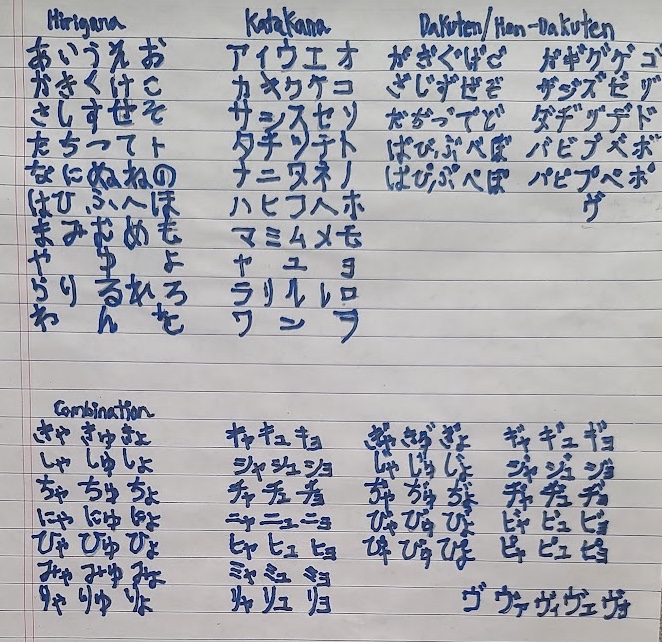 Hirigana Katakana Dakuten/Han-Dakuten
あいうえお アイウエオ がぎぐげご ガギグゲゴ
かきくけこ カキクケコ ざじずぜぞ ザジズゼゾ
さしすせそ サシスセソ だぢづでど ダヂヅデド
たちつてト タチツテト ばびぶべぼ バビブベボ
なにぬねの ナニヌネノ ぱぴぷぺぽ パピプペポ
はひふへほ ハヒフヘホ ヴ
まみむめも マミムメモ
やゆよ ヤユヨ
らりるれろ ラリルレロ
わんを ワンヲ
Combination
きゃ きゅ きょ キャ キュ キョ ぎゃ ぎゅ ぎょ ギャ ギュ ギョ
しゃ しゅ しょ シャ シュ ショ じゃ じゅ じょ ジャ ジュ ジョ
ちゃ ちゅ ちょ チャ チュ チョ ぢゃ ぢゅ ぢょ ヂャ ヂュ ヂョ
にゃ にゅ にょ ニャ ニュ ニョ びゃ びゅ びょ ビャ ビュ ビョ
ひゃ ひゅ ひょ ヒャ ヒュ ヒョ ぴゃ ぴゅ ぴょ ピャ ピュ ピョ
みゃ みゅ みょ ミャ ミュ ミョ
りゃ りゅ りょ リャ リュ リョ ヴ ヴァ ヴィ ヴェ ヴォ